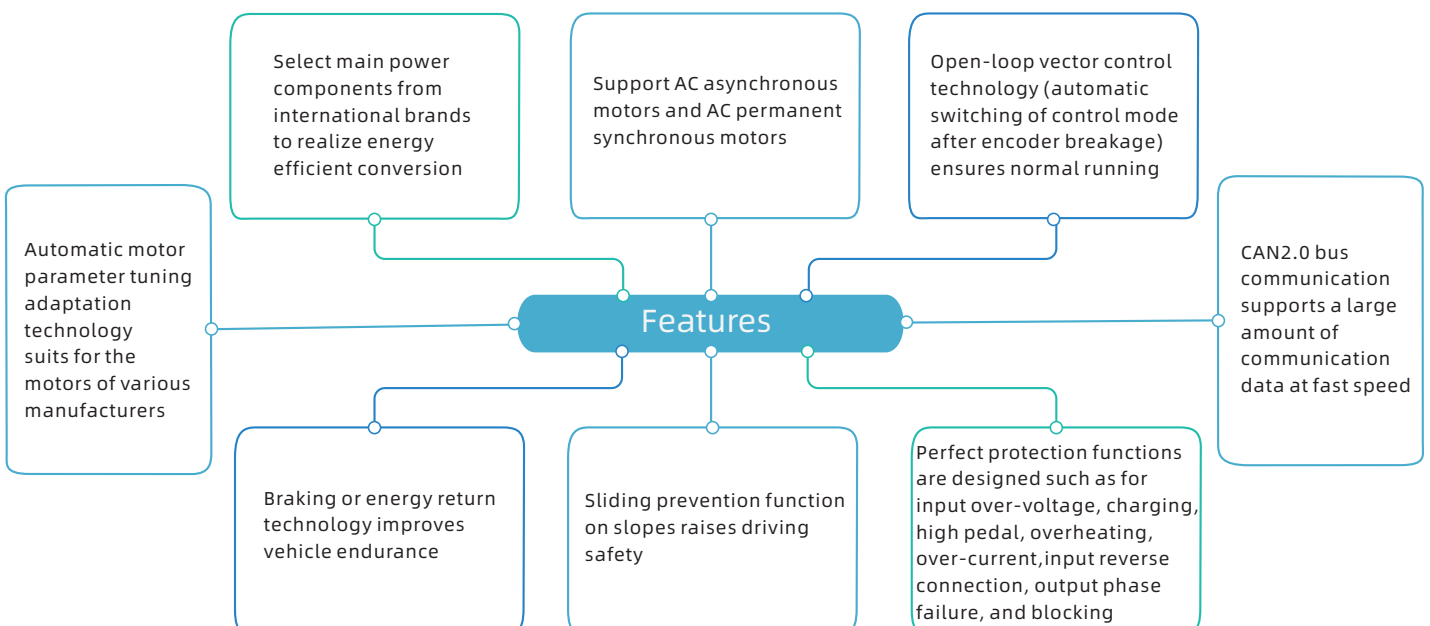 Select main power
components from
international brands
to realize energy
efficient conversion
Support AC asynchronous
motors and AC permanent
synchronous motors
Open-loop vector control
technology (automatic
switching of control mode
after encoder breakage)
ensures normal running
Automatic motor
parameter tuning
adaptation
technology
suits for the
motors of various
manufacturers
Features
CAN2.0 bus
communication
supports a large
amount of
communication
data at fast speed
Braking or energy return
technology improves
vehicle endurance
Sliding prevention function
on slopes raises driving
safety
Perfect protection functions
are designed such as for
input over-voltage, charging,
high pedal, overheating,
over-current,input reverse
connection, output phase
failure, and blocking